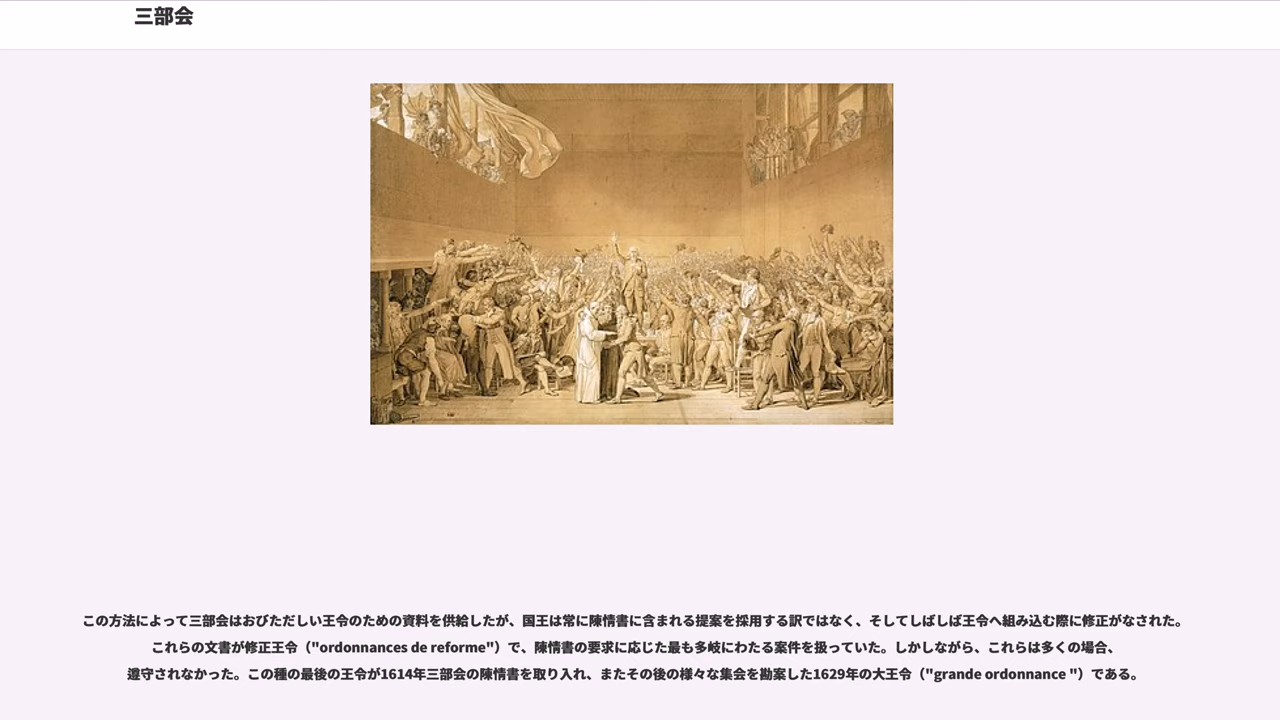 三部会
この方法によって三部会はおびただしい王令のための資料を供給したが、国王は常に陳情書に含まれる提案を採用する訳ではなく、そしてしばしば王令へ組み込む際に修正がなされた。
これらの文書が修正王令（"ordonnances de reforme"）で、陳情書の要求に応じた最も多岐にわたる案件を扱っていた。しかしながら、これらは多くの場合、
遵守されなかった。この種の最後の王令が1614年三部会の陳情書を取り入れ、またその後の様々な集会を勘案した1629年の大王令（"grande ordonnance "）である。